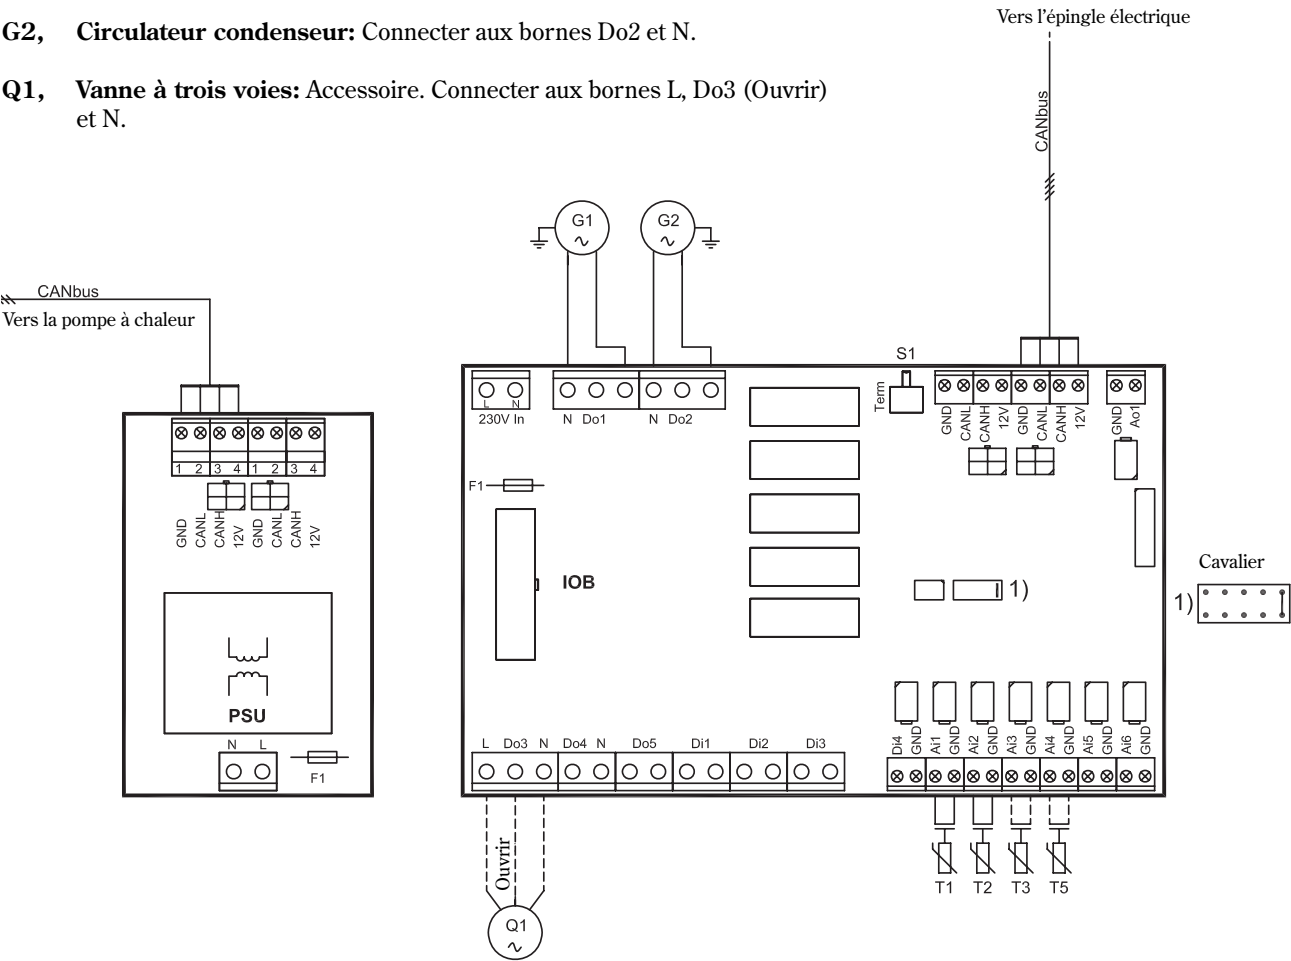 G2, Circulateur condenseur: Connecter aux bornes Do2 et N.
Vers l'épingle électrique
Q1, Vanne à trois voies: Accessoire. Connecter aux bornes L, Do3 (Ouvrir)
et N.
CANbus
G1
G2
CANbus
Vers la pompe à chaleur
S1
Term
L N
230V In
N Do1
N Do2
GND CANL CANH 12V GND CANL CANH 12V
GND Ao1
1 2 3 4 1 2 3 4
GND CANL CANH 12V GND CANL CANH 12V
F1
IOB
Cavalier
1)
1)
PSU
N L
F1
L Do3 N Do4 N Do5 Di1 Di2 Di3
Di4 GND Ai1 GND Ai2 GND Ai3 GND Ai4 GND Ai5 GND Ai6 GND
Ouvrir
T1 T2 T3 T5
Q1